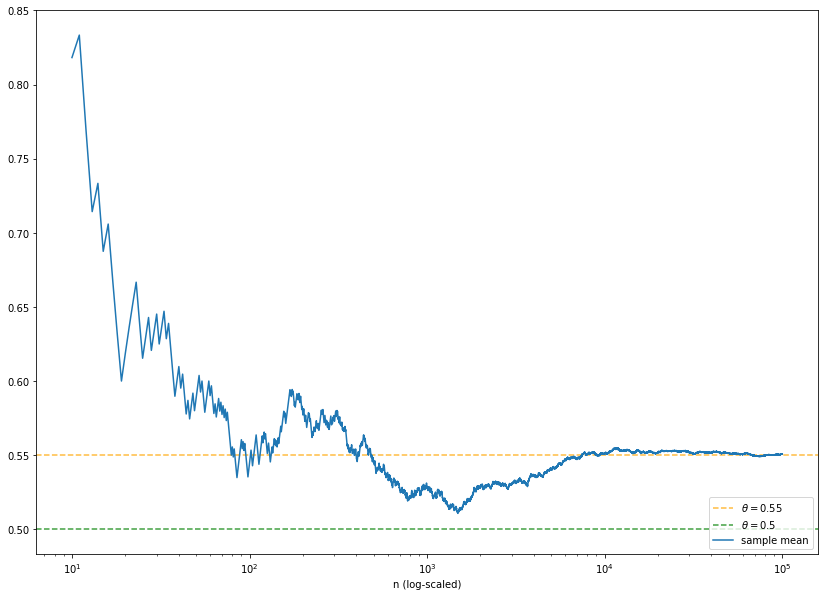 0.85
0.80
0.75
0.70
0.65
0.60
0.55
0.50
10¹ 10² 10³ 10⁴ 10⁵
n (log-scaled)
θ = 0.55
θ = 0.5
sample mean